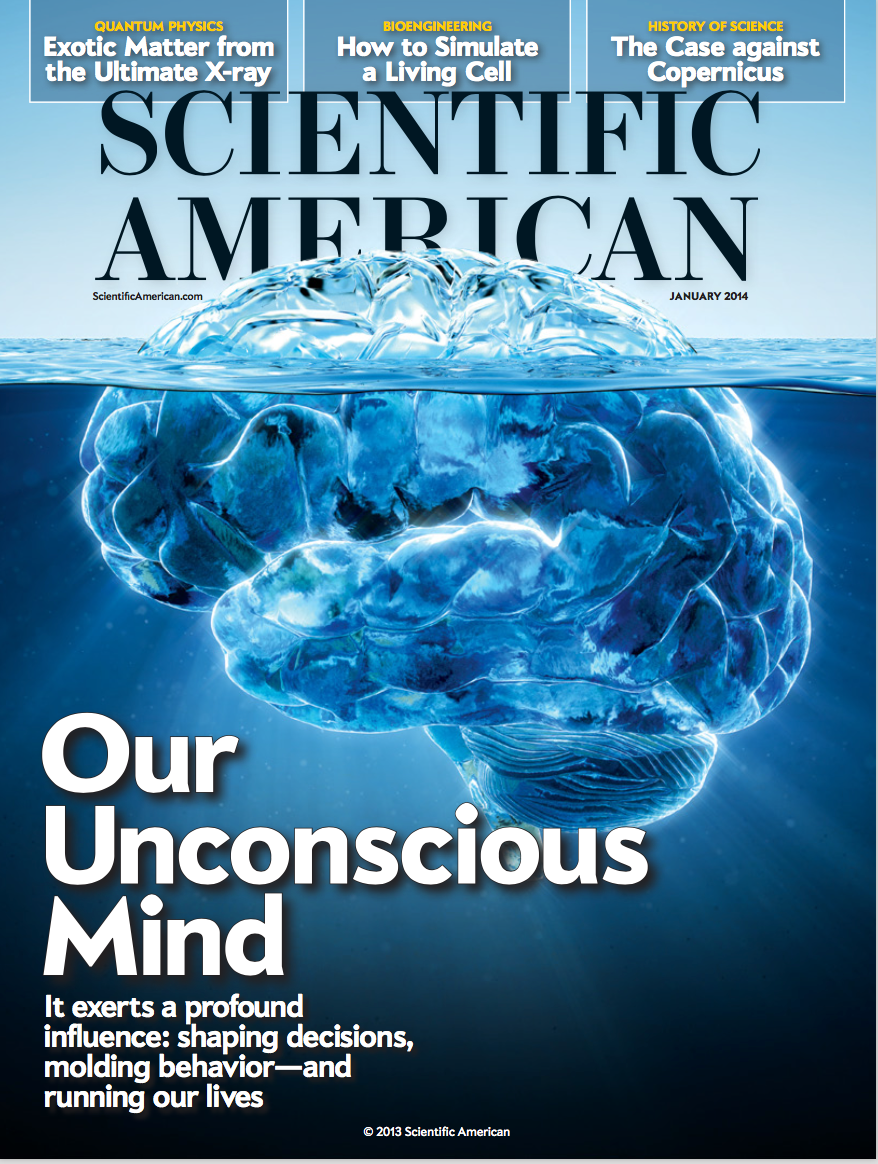 QUANTUM PHYSICS
Exotic Matter from
the Ultimate X-ray
BIOENGINEERING
How to Simulate
a Living Cell
HISTORY OF SCIENCE
The Case against
Copernicus
SCIENTIFIC
AMERICAN
ScientificAmerican.com
JANUARY 2014
Our
Unconscious
Mind
It exerts a profound
influence: shaping decisions,
molding behavior—and
running our lives
© 2013 Scientific American